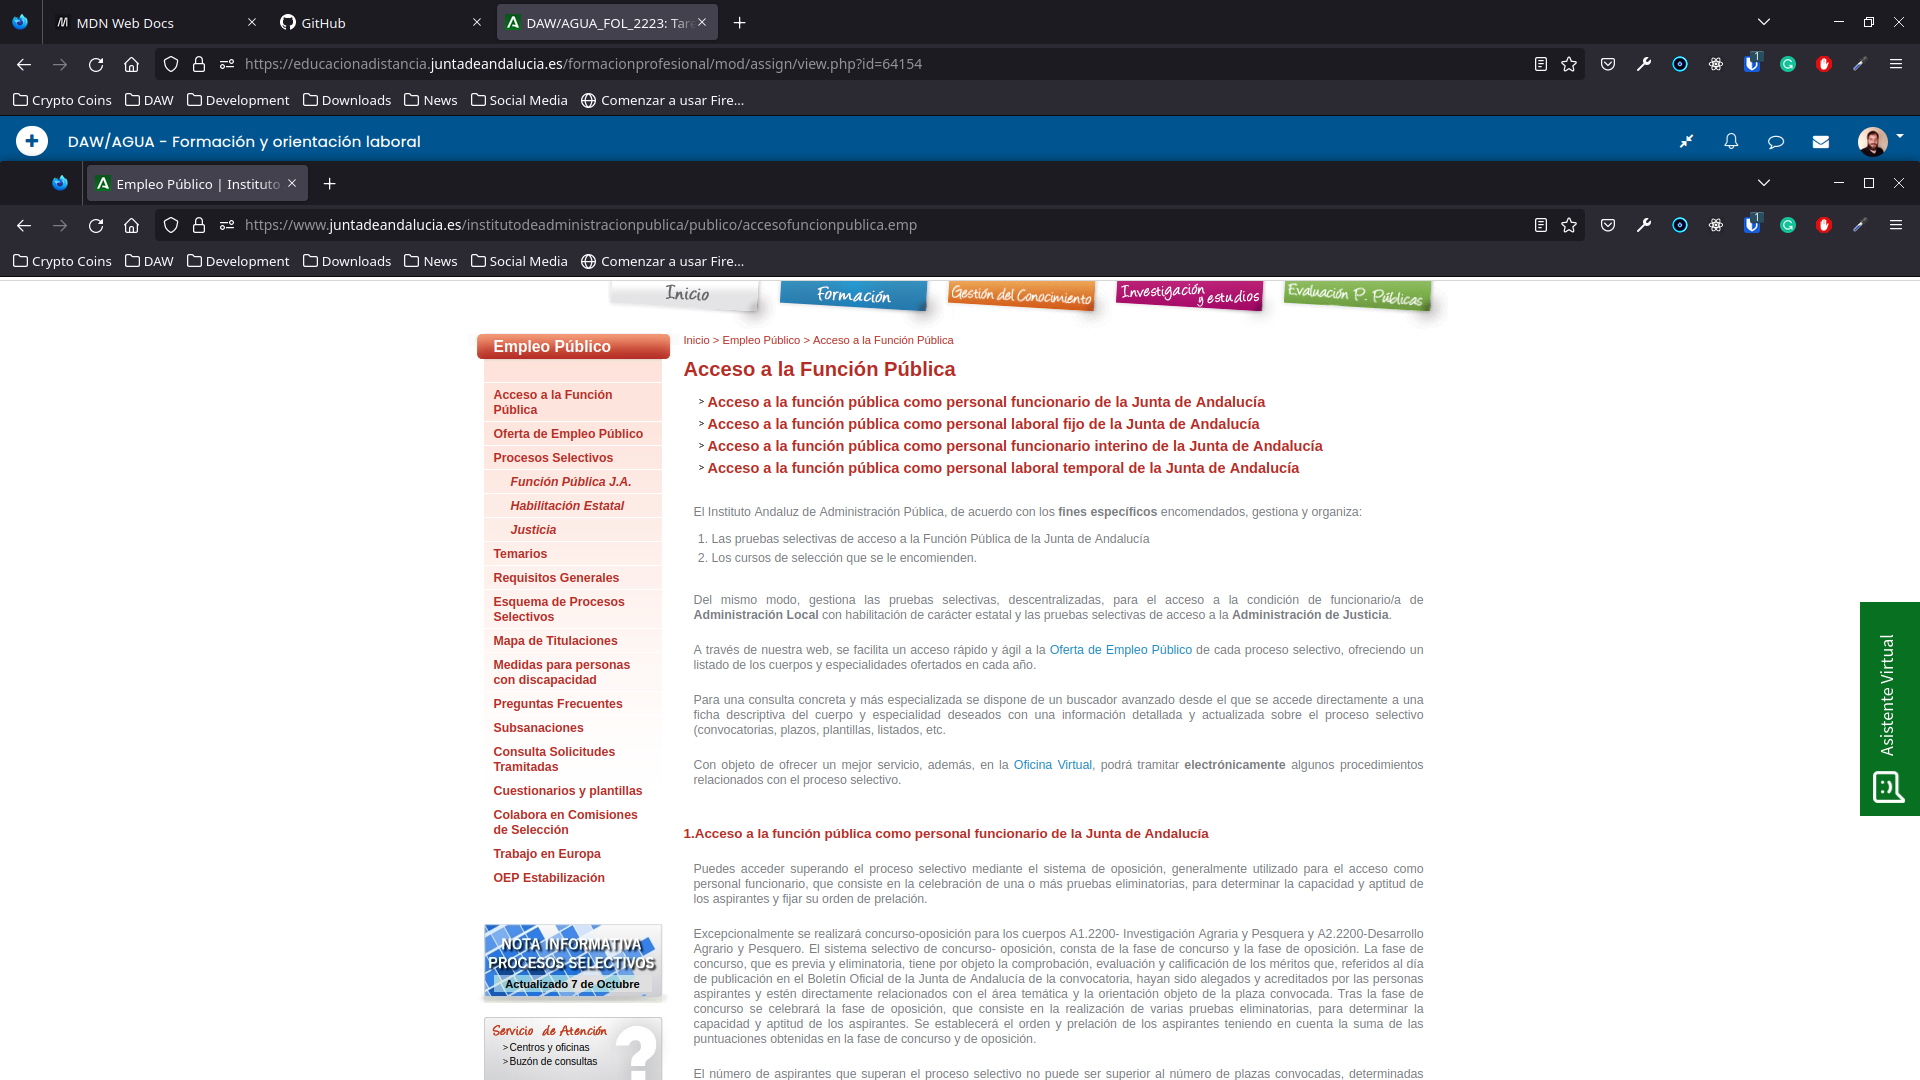 MDN Web Docs
GitHub
DAW/AGUA_FOL_2223: Tare
https://educacionadistancia.juntadeandalucia.es/formacionprofesional/mod/assign/view.php?id=64154
1
Crypto Coins
DAW
Development
Downloads
News
Social Media
Comenzar a usar Fire...
DAW/AGUA - Formación y orientación laboral
Empleo Público | Instituto
https://www.juntadeandalucia.es/institutodeadministracionpublica/publico/accesofuncionpublica.emp
1
Crypto Coins
DAW
Development
Downloads
News
Social Media
Comenzar a usar Fire...
Inicio
Formación
Gestión del Conocimiento
Investigación
y estudios
Evaluación P. Públicas
Empleo Público
Acceso a la Función
Pública
Oferta de Empleo Público
Procesos Selectivos
Función Pública J.A.
Habilitación Estatal
Justicia
Temarios
Requisitos Generales
Esquema de Procesos
Selectivos
Mapa de Titulaciones
Medidas para personas
con discapacidad
Preguntas Frecuentes
Subsanaciones
Consulta Solicitudes
Tramitadas
Cuestionarios y plantillas
Colabora en Comisiones
de Selección
Trabajo en Europa
OEP Estabilización
NOTA INFORMATIVA
PROCESOS SELECTIVOS
Actualizado 7 de Octubre
Servicio de Atención
> Centros y oficinas
> Buzón de consultas
?
Inicio > Empleo Público > Acceso a la Función Pública
Acceso a la Función Pública
> Acceso a la función pública como personal funcionario de la Junta de Andalucía
> Acceso a la función pública como personal laboral fijo de la Junta de Andalucía
> Acceso a la función pública como personal funcionario interino de la Junta de Andalucía
> Acceso a la función pública como personal laboral temporal de la Junta de Andalucía
El Instituto Andaluz de Administración Pública, de acuerdo con los fines específicos encomendados, gestiona y organiza:
1. Las pruebas selectivas de acceso a la Función Pública de la Junta de Andalucía
2. Los cursos de selección que se le encomienden.
Del mismo modo, gestiona las pruebas selectivas, descentralizadas, para el acceso a la condición de funcionario/a de
Administración Local con habilitación de carácter estatal y las pruebas selectivas de acceso a la Administración de Justicia.
A través de nuestra web, se facilita un acceso rápido y ágil a la Oferta de Empleo Público de cada proceso selectivo, ofreciendo un
listado de los cuerpos y especialidades ofertados en cada año.
Para una consulta concreta y más especializada se dispone de un buscador avanzado desde el que se accede directamente a una
ficha descriptiva del cuerpo y especialidad deseados con una información detallada y actualizada sobre el proceso selectivo
(convocatorias, plazos, plantillas, listados, etc.
Con objeto de ofrecer un mejor servicio, además, en la Oficina Virtual, podrá tramitar electrónicamente algunos procedimientos
relacionados con el proceso selectivo.
1.Acceso a la función pública como personal funcionario de la Junta de Andalucía
Puedes acceder superando el proceso selectivo mediante el sistema de oposición, generalmente utilizado para el acceso como
personal funcionario, que consiste en la celebración de una o más pruebas eliminatorias, para determinar la capacidad y aptitud de
los aspirantes y fijar su orden de prelación.
Excepcionalmente se realizará concurso-oposición para los cuerpos A1.2200- Investigación Agraria y Pesquera y A2.2200-Desarrollo
Agrario y Pesquero. El sistema selectivo de concurso- oposición, consta de la fase de concurso y la fase de oposición. La fase de
concurso, que es previa y eliminatoria, tiene por objeto la comprobación, evaluación y calificación de los méritos que, referidos al día
de publicación en el Boletín Oficial de la Junta de Andalucía de la convocatoria, hayan sido alegados y acreditados por las personas
aspirantes y estén directamente relacionados con el área temática y la orientación objeto de la plaza convocada. Tras la fase de
concurso se celebrará la fase de oposición, que consiste en la realización de varias pruebas eliminatorias, para determinar la
capacidad y aptitud de los aspirantes. Se establecerá el orden y prelación de los aspirantes teniendo en cuenta la suma de las
puntuaciones obtenidas en la fase de concurso y de oposición.
El número de aspirantes que superan el proceso selectivo no puede ser superior al número de plazas convocadas, determinadas
Asistente Virtual